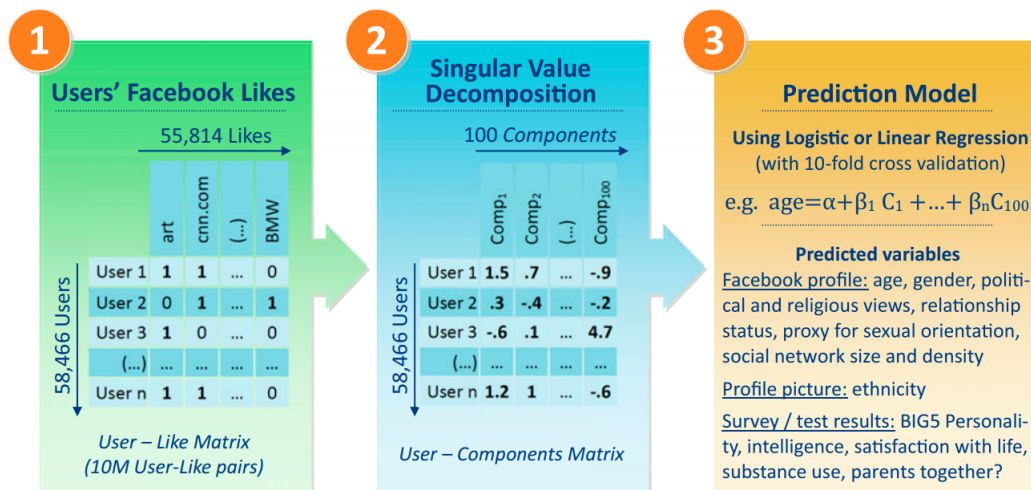 1
Users' Facebook Likes
55,814 Likes
art cnn.com (...) BMW
58,466 Users
User 1 1 1 ... 0
User 2 0 1 ... 1
User 3 1 0 ... 0
(...) ... ... ... ...
User n 1 1 ... 0
User – Like Matrix
(10M User-Like pairs)
2
Singular Value
Decomposition
100 Components
Comp1 Comp2 (...) Comp100
58,466 Users
User 1 1.5 .7 ... -.9
User 2 .3 -.4 ... -.2
User 3 -.6 .1 ... 4.7
(...) ... ... ... ...
User n 1.2 1 ... -.6
User – Components Matrix
3
Prediction Model
Using Logistic or Linear Regression
(with 10-fold cross validation)
e.g. age=α+β1 C1 +...+ βnC100
Predicted variables
Facebook profile: age, gender, politi-
cal and religious views, relationship
status, proxy for sexual orientation,
social network size and density
Profile picture: ethnicity
Survey / test results: BIG5 Personali-
ty, intelligence, satisfaction with life,
substance use, parents together?